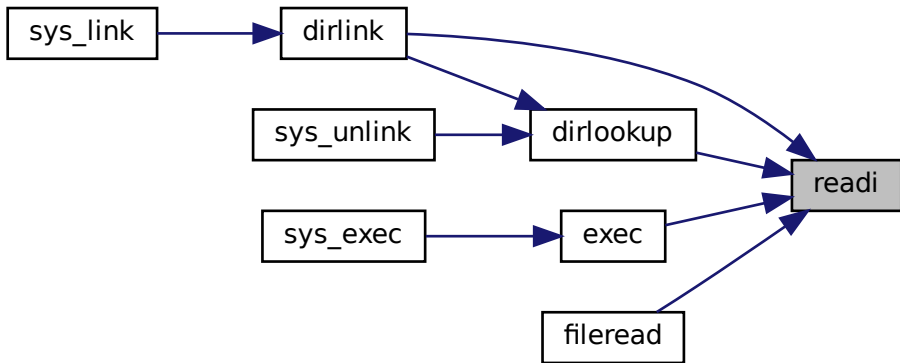 sys_link
dirlink
sys_unlink
dirlookup
readi
sys_exec
exec
fileread